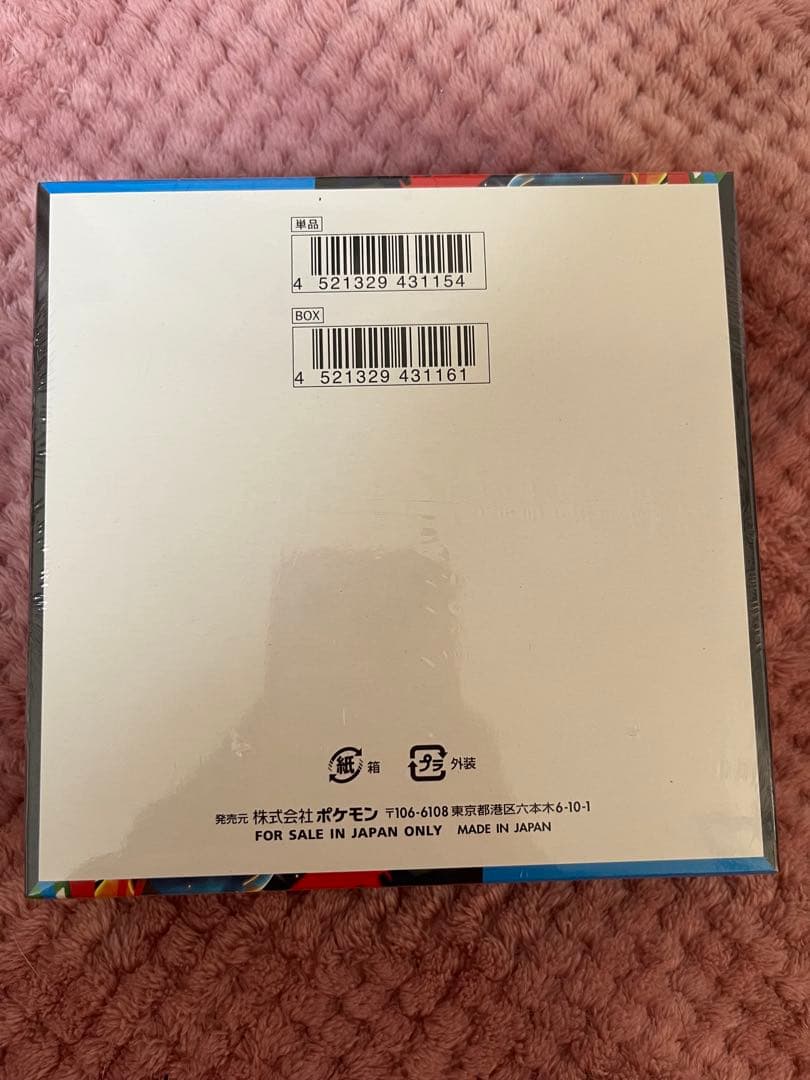 単品
4 521329 431154
BOX
4 521329 431161
紙 箱 プラ 外装
発売元 株式会社 ポケモン 〒106-6108 東京都港区六本木6-10-1
FOR SALE IN JAPAN ONLY MADE IN JAPAN